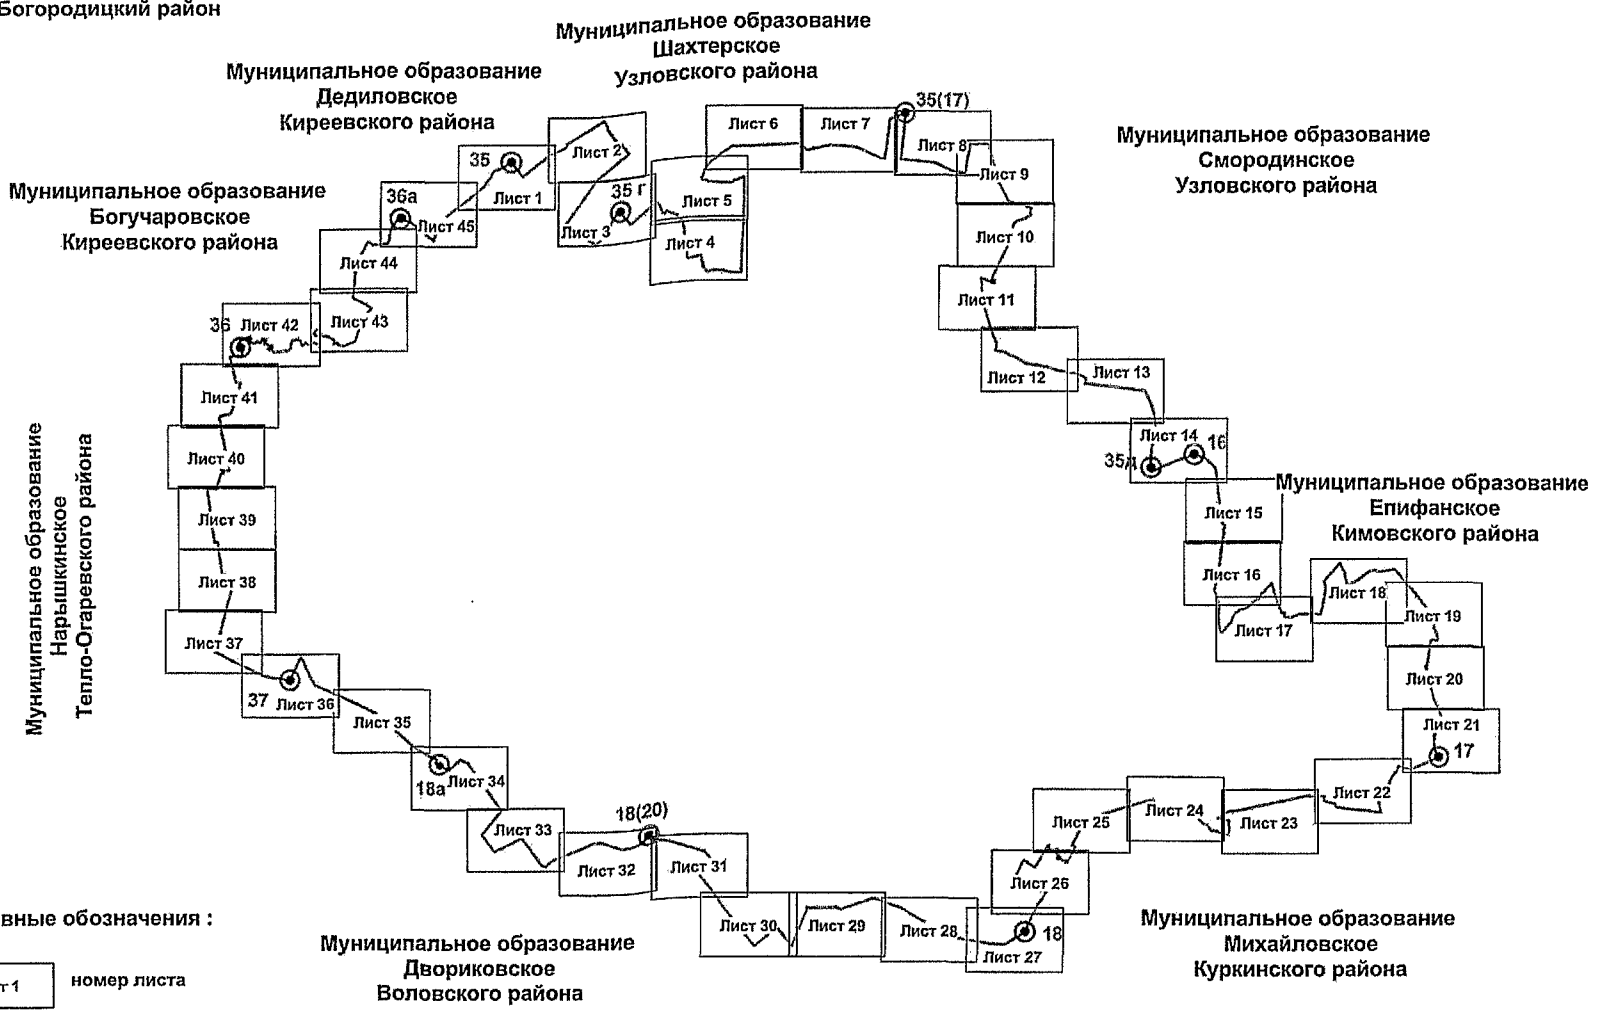 Богородицкий район
Муниципальное образование
Шахтерское
Узловского района
Муниципальное образование
Дедиловское
Киреевского района
Муниципальное образование
Смородинское
Узловского района
Муниципальное образование
Богучаровское
Киреевского района
35(17)
Лист 6
Лист 7
Лист 8
Лист 9
Лист 2
35
Лист 1
35 г
Лист 5
Лист 3
Лист 4
36а
Лист 45
Лист 44
Лист 10
Лист 11
36
Лист 42
Лист 43
Лист 12
Лист 13
Лист 41
Лист 14
16
35д
Лист 40
Муниципальное образование
Нарышкинское
Тепло-Огаревского района
Муниципальное образование
Епифанское
Кимовского района
Лист 39
Лист 15
Лист 38
Лист 16
Лист 18
Лист 17
Лист 19
Лист 37
Лист 20
37
Лист 36
Лист 35
Лист 21
17
18а
Лист 34
Лист 22
18(20)
Лист 33
Лист 25
Лист 24
Лист 23
Лист 32
Лист 31
Лист 26
Лист 30
Лист 29
Лист 28
18
Лист 27
Муниципальное образование
Михайловское
Куркинского района
вные обозначения :
Муниципальное образование
Двориковское
Воловского района
т 1
номер листа